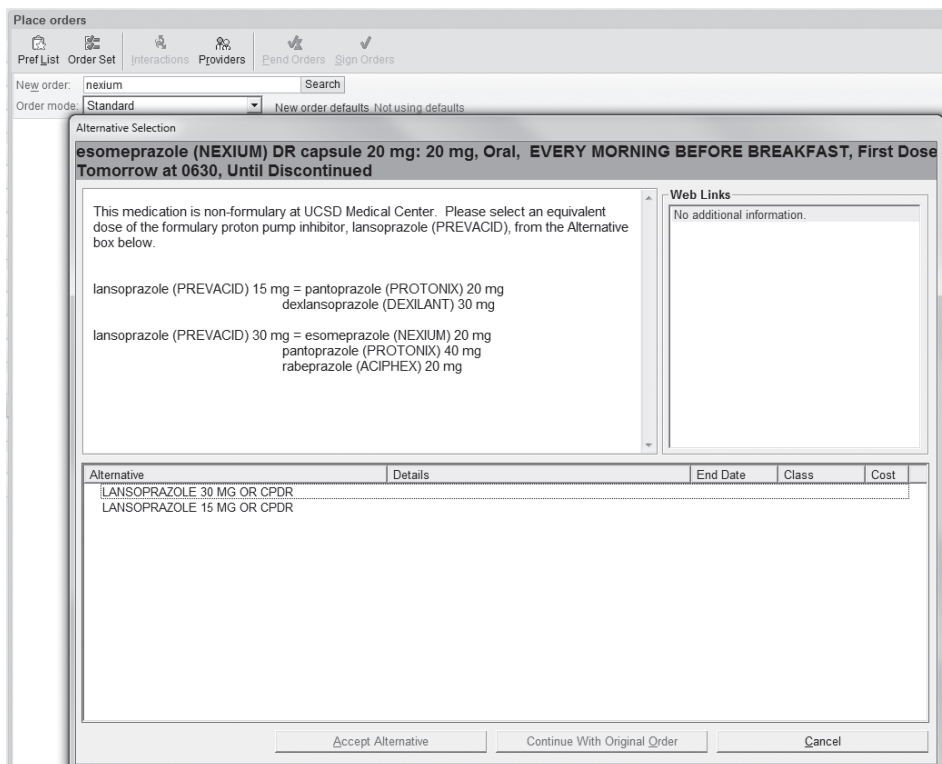 Place orders
Pref List Order Set Interactions Providers Pend Orders Sign Orders
New order: nexium Search
Order mode: Standard New order defaults Not using defaults
Alternative Selection
esomeprazole (NEXIUM) DR capsule 20 mg: 20 mg, Oral, EVERY MORNING BEFORE BREAKFAST, First Dose
Tomorrow at 0630, Until Discontinued
This medication is non-formulary at UCSD Medical Center. Please select an equivalent
dose of the formulary proton pump inhibitor, lansoprazole (PREVACID), from the Alternative
box below.
lansoprazole (PREVACID) 15 mg = pantoprazole (PROTONIX) 20 mg
dexlansoprazole (DEXILANT) 30 mg
lansoprazole (PREVACID) 30 mg = esomeprazole (NEXIUM) 20 mg
pantoprazole (PROTONIX) 40 mg
rabeprazole (ACIPHEX) 20 mg
Web Links
No additional information.
Alternative Details End Date Class Cost
LANSOPRAZOLE 30 MG OR CPDR
LANSOPRAZOLE 15 MG OR CPDR
Accept Alternative Continue With Original Order Cancel